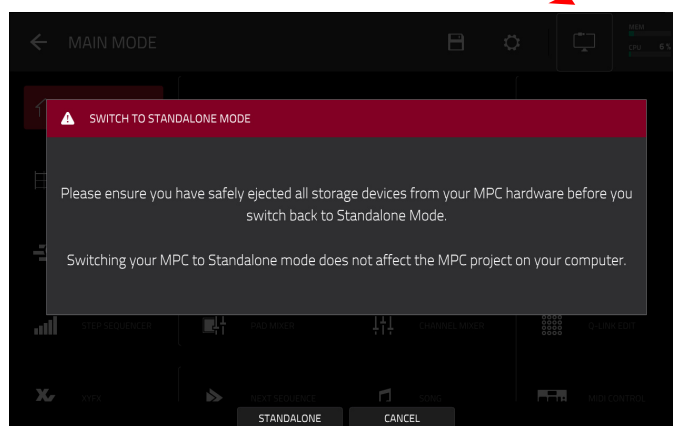 MAIN MODE
MEM
CPU 6%
SWITCH TO STANDALONE MODE
Please ensure you have safely ejected all storage devices from your MPC hardware before you
switch back to Standalone Mode.
Switching your MPC to Standalone mode does not affect the MPC project on your computer.
STEP SEQUENCER
PAD MIXER
CHANNEL MIXER
Q-LINK EDIT
XYFX
NEXT SEQUENCE
SONG
MIDI CONTROL
STANDALONE
CANCEL